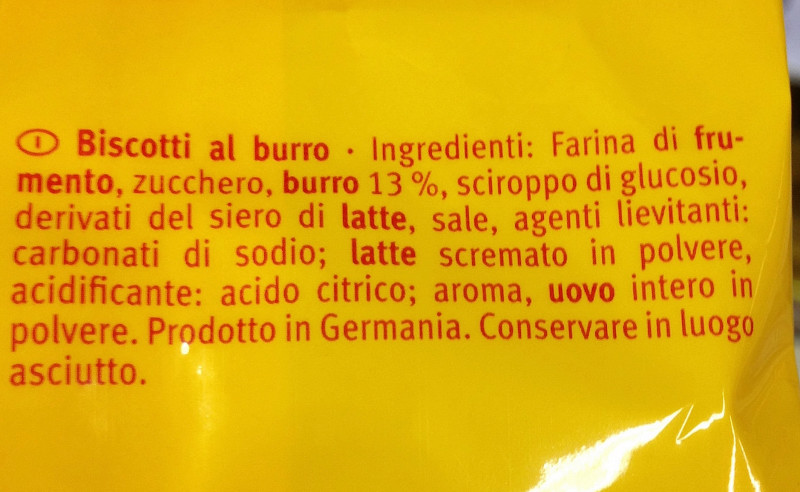 I Biscotti al burro · Ingredienti: Farina di fru-
mento, zucchero, burro 13 %, sciroppo di glucosio,
derivati del siero di latte, sale, agenti lievitanti:
carbonati di sodio; latte scremato in polvere,
acidificante: acido citrico; aroma, uovo intero in
polvere. Prodotto in Germania. Conservare in luogo
asciutto.